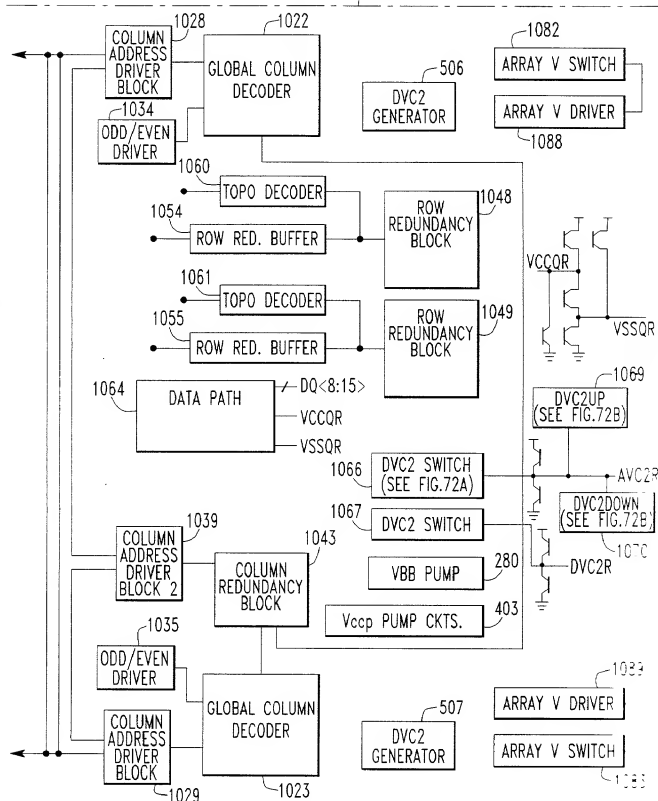 1028
COLUMN
ADDRESS
DRIVER
BLOCK
1022
GLOBAL COLUMN
DECODER
1034
ODD/EVEN
DRIVER
506
DVC2
GENERATOR
1082
ARRAY V SWITCH
ARRAY V DRIVER
1088
1060
TOPO DECODER
1054
ROW RED. BUFFER
1048
ROW
REDUNDANCY
BLOCK
1061
TOPO DECODER
1055
ROW RED. BUFFER
1049
ROW
REDUNDANCY
BLOCK
VCCQR
VSSQR
1064
DATA PATH
DQ<8:15>
VCCQR
VSSQR
1069
DVC2UP
(SEE FIG.72B)
1066
DVC2 SWITCH
(SEE FIG.72A)
AVC2R
1067
DVC2 SWITCH
DVC2DOWN
(SEE FIG.72B)
1070
DVC2R
1039
COLUMN
ADDRESS
DRIVER
BLOCK 2
1043
COLUMN
REDUNDANCY
BLOCK
280
VBB PUMP
403
Vccp PUMP CKTS.
1035
ODD/EVEN
DRIVER
GLOBAL COLUMN
DECODER
1023
COLUMN
ADDRESS
DRIVER
BLOCK
1029
507
DVC2
GENERATOR
1089
ARRAY V DRIVER
ARRAY V SWITCH